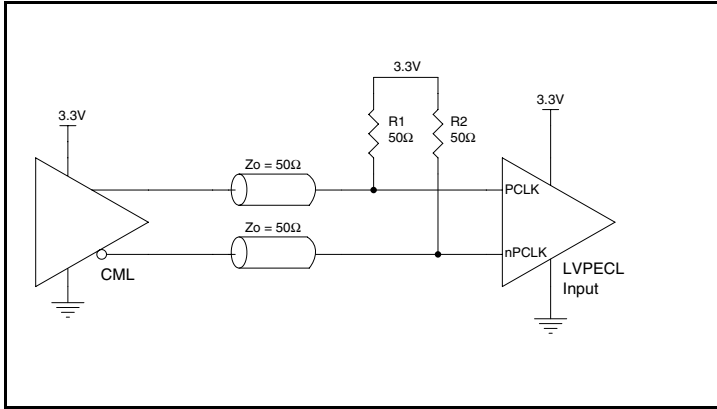 3.3V
3.3V
R1
50Ω
R2
50Ω
3.3V
Zo = 50Ω
PCLK
Zo = 50Ω
nPCLK
CML
LVPECL
Input